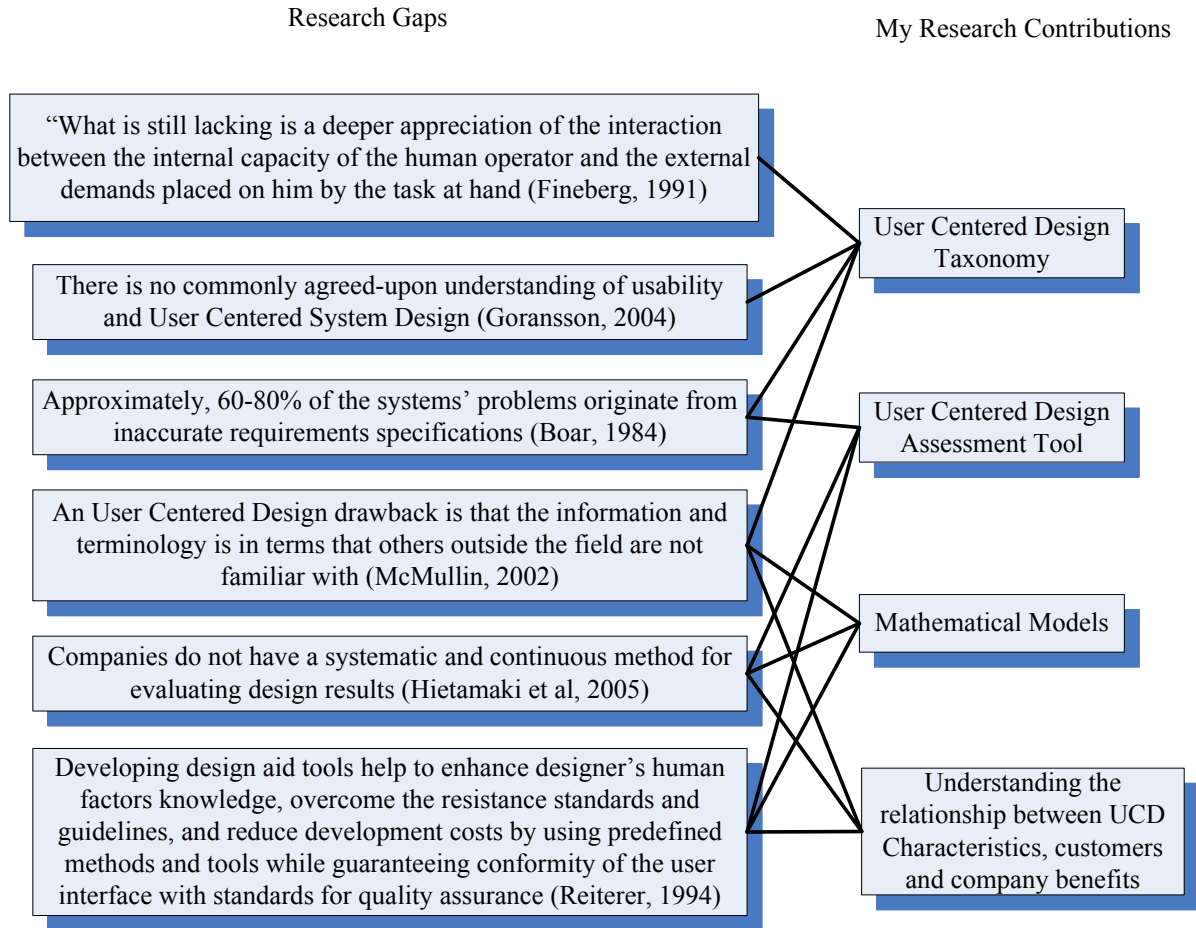 Research Gaps
My Research Contributions
“What is still lacking is a deeper appreciation of the interaction
between the internal capacity of the human operator and the external
demands placed on him by the task at hand (Fineberg, 1991)
There is no commonly agreed-upon understanding of usability
and User Centered System Design (Goransson, 2004)
Approximately, 60-80% of the systems’ problems originate from
inaccurate requirements specifications (Boar, 1984)
An User Centered Design drawback is that the information and
terminology is in terms that others outside the field are not
familiar with (McMullin, 2002)
Companies do not have a systematic and continuous method for
evaluating design results (Hietamaki et al, 2005)
Developing design aid tools help to enhance designer’s human
factors knowledge, overcome the resistance standards and
guidelines, and reduce development costs by using predefined
methods and tools while guaranteeing conformity of the user
interface with standards for quality assurance (Reiterer, 1994)
User Centered Design
Taxonomy
User Centered Design
Assessment Tool
Mathematical Models
Understanding the
relationship between UCD
Characteristics, customers
and company benefits